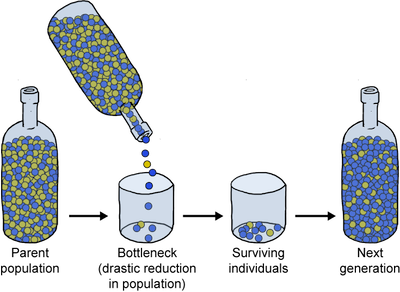 Parent
population
Bottleneck
(drastic reduction
in population)
Surviving
individuals
Next
generation